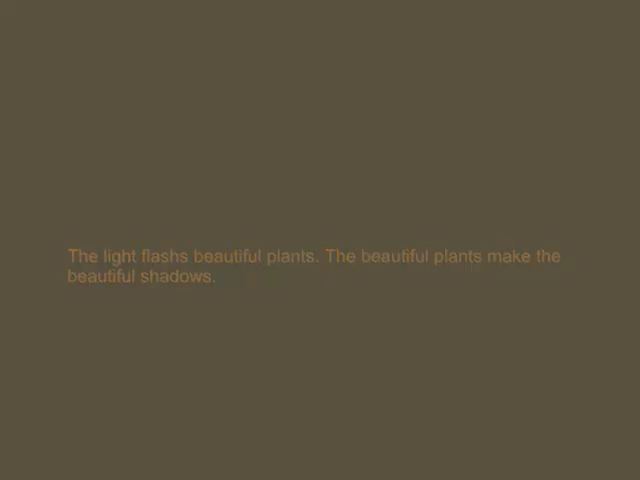 The light flashs beautiful plants. The beautiful plants make the
beautiful shadows.